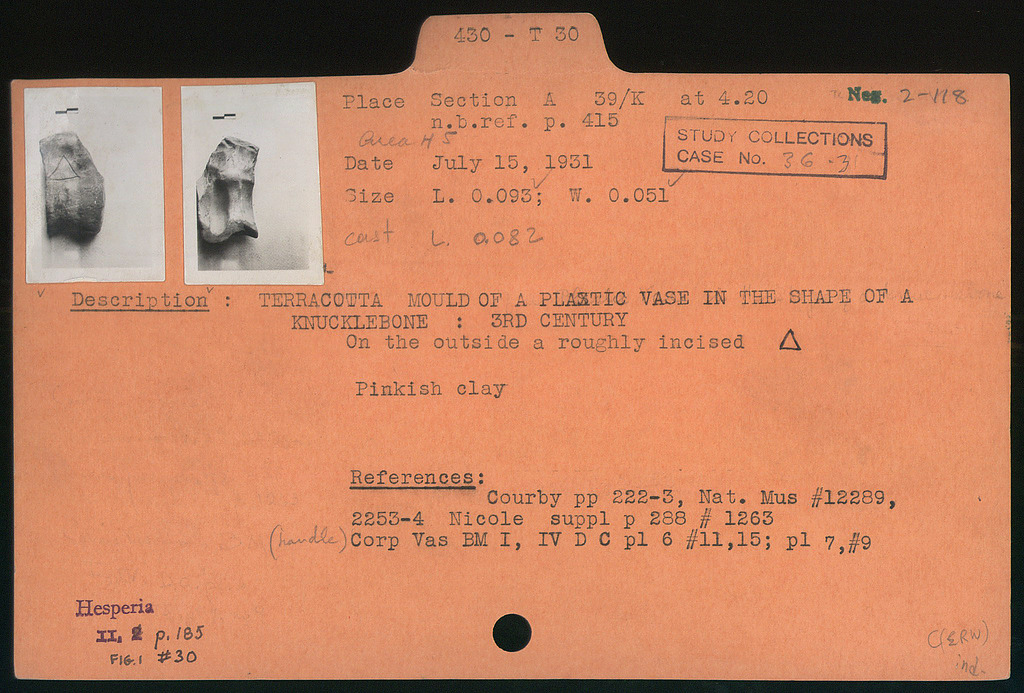 430 - T 30
Place Section A 39/K at 4.20
Neg. 2-118
n.b.ref. p. 415
Area H5
STUDY COLLECTIONS
CASE No. 36-31
Date July 15, 1931
Size L. 0.093; W. 0.051
cast L. 0.082
Description : TERRACOTTA MOULD OF A PLASTIC VASE IN THE SHAPE OF A
KNUCKLEBONE : 3RD CENTURY
On the outside a roughly incised Δ
Pinkish clay
References:
Courby pp 222-3, Nat. Mus #12289,
2253-4 Nicole suppl p 288 # 1263
(handle) Corp Vas BM I, IV D C pl 6 #11,15; pl 7,#9
Hesperia
II, 2 p. 185
FIG. 1 #30
(SERW)
ind.